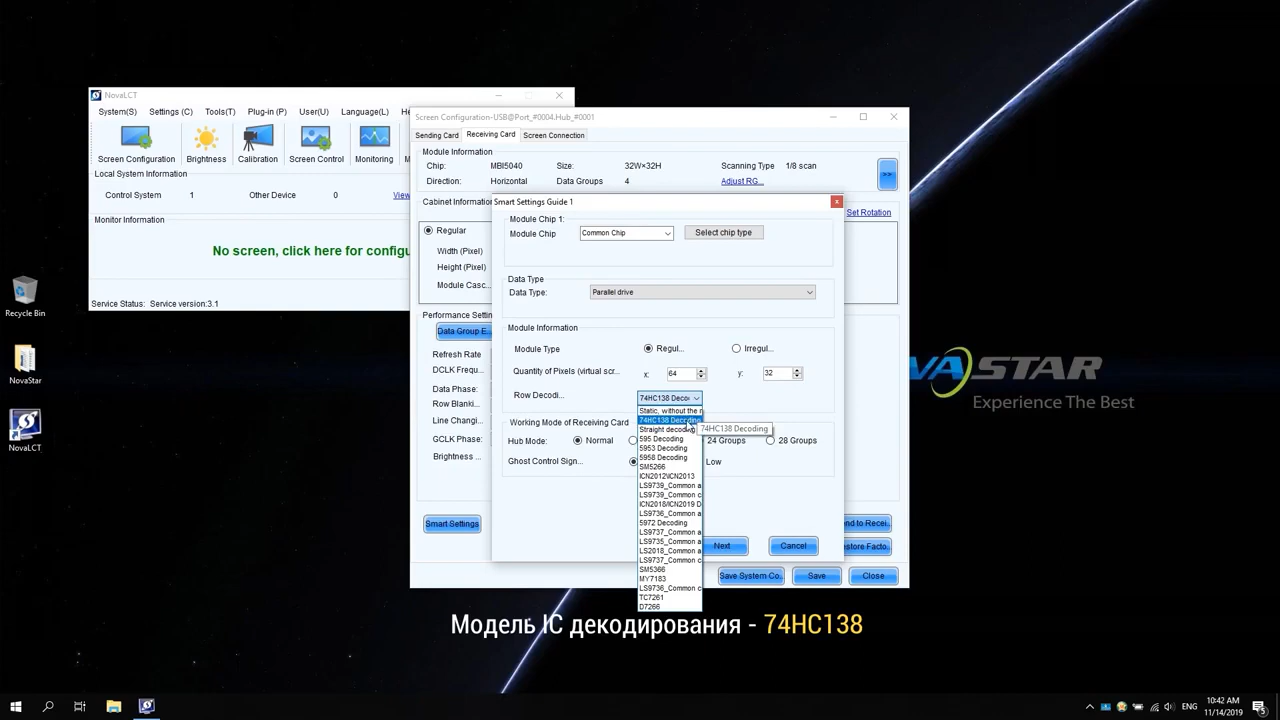 NovaLCT
System(S) Settings (C) Tools(T) Plug-in (P) User(U) Language(L)
Screen Configuration Brightness Calibration Screen Control Monitoring
Local System Information
Control System 1 Other Device 0 View
Monitor Information
No screen, click here for configu
Service Status: Service version:3.1
Screen Configuration-USB@Port_#0004.Hub_#0001
Sending Card Receiving Card Screen Connection
Module Information
Chip: MBI5040 Size: 32W×32H Scanning Type 1/8 scan
Direction: Horizontal Data Groups 4 Adjust RG...
>>
Cabinet Information
Set Rotation
Regular
Width (Pixel)
Height (Pixel)
Module Casc...
Performance Settin
Data Group E...
Refresh Rate
DCLK Frequ...
Data Phase:
Row Blanki...
Line Changi...
GCLK Phase:
Brightness
Smart Settings
nd to Recei...
estore Facto...
Save System Co... Save Close
Smart Settings Guide 1
x
Module Chip 1:
Module Chip Common Chip Select chip type
Data Type
Data Type: Parallel drive
Module Information
Module Type Regul... Irregul...
Quantity of Pixels (virtual scr... x: 64 y: 32
Row Decodi... 74HC138 Deco
Static, without the
74HC138 Decoding
74HC138 Decoding
Straight decodin
595 Decoding
5953 Decoding
5958 Decoding
SM5266
ICN2012\ICN2013
LS9739_Common a
LS9739_Common c
ICN2018/ICN2019 D
LS9736_Common a
5972 Decoding
LS9737_Common a
LS9735_Common a
LS2018_Common a
LS9737_Common c
SM5366
MY7183
LS9736_Common c
TC7261
D7266
Working Mode of Receiving Card
Hub Mode: Normal 24 Groups 28 Groups
Ghost Control Sign... Low
Next Cancel
Recycle Bin
NovaStar
NovaLCT
VASTAR
Experience The Best
Модель IC декодирования - 74HC138
ENG
10:42 AM
11/14/2019
5